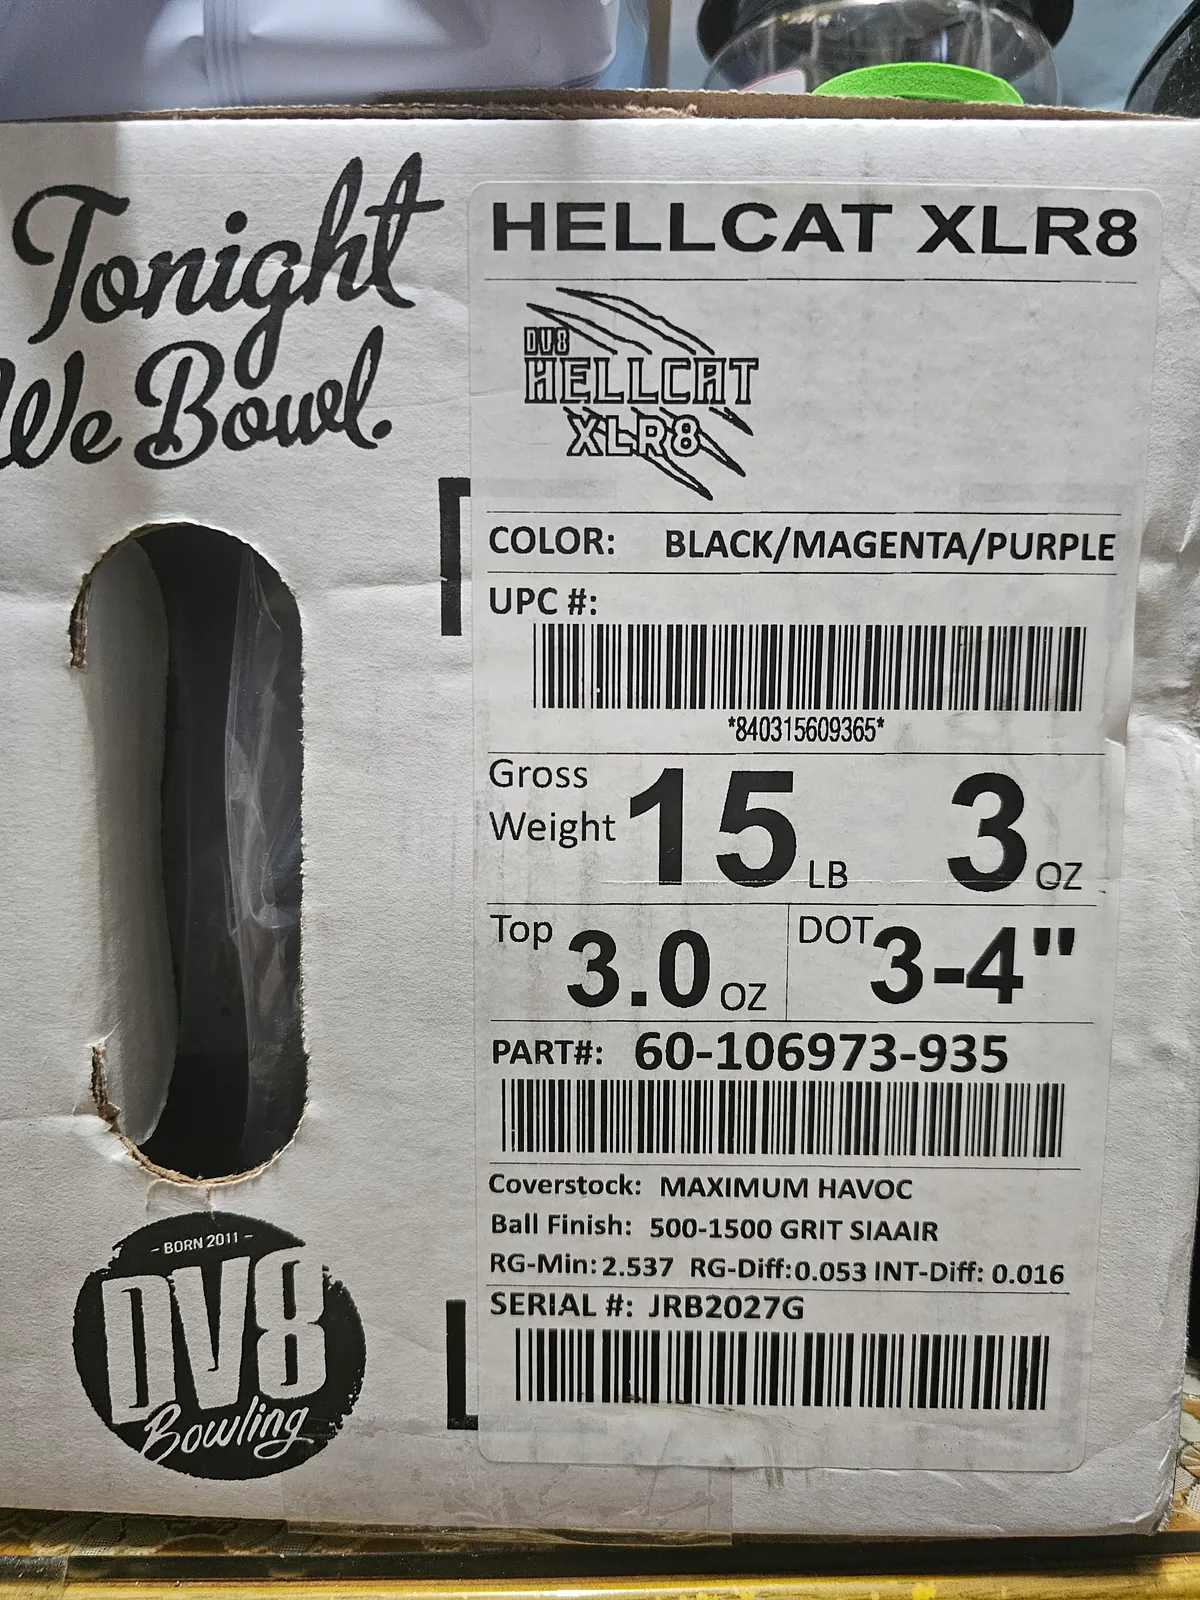 Tonight
We Bowl.
HELLCAT XLR8
DV8
HELLCAT
XLR8
COLOR: BLACK/MAGENTA/PURPLE
UPC #:
*840315609365*
Gross
Weight 15 LB 3 OZ
Top 3.0 OZ DOT 3-4"
PART#: 60-106973-935
Coverstock: MAXIMUM HAVOC
Ball Finish: 500-1500 GRIT SIAAIR
RG-Min: 2.537 RG-Diff: 0.053 INT-Diff: 0.016
SERIAL #: JRB2027G
– BORN 2011 –
DV8
Bowling